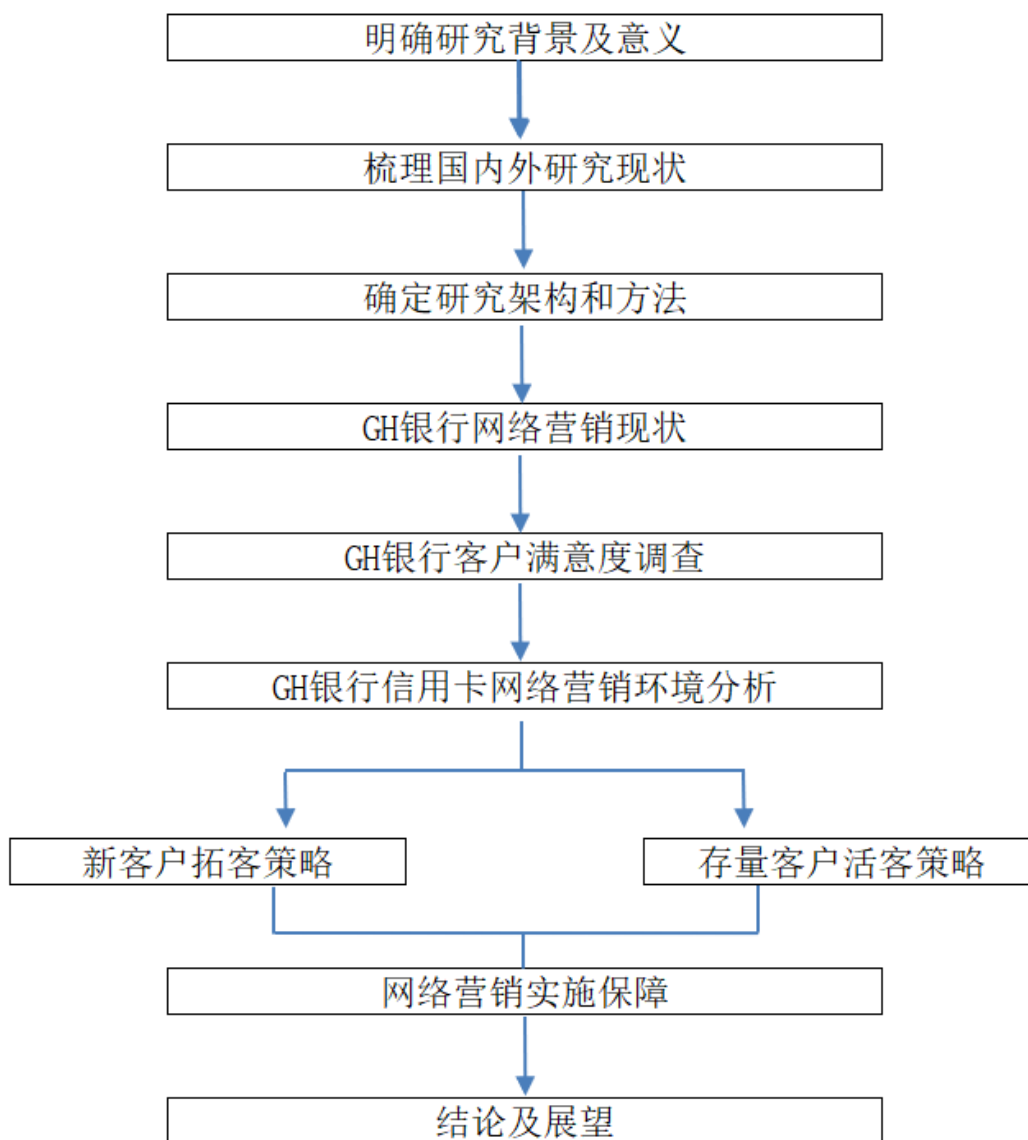 明确研究背景及意义
梳理国内外研究现状
确定研究架构和方法
GH银行网络营销现状
GH银行客户满意度调查
GH银行信用卡网络营销环境分析
新客户拓客策略
存量客户活客策略
网络营销实施保障
结论及展望